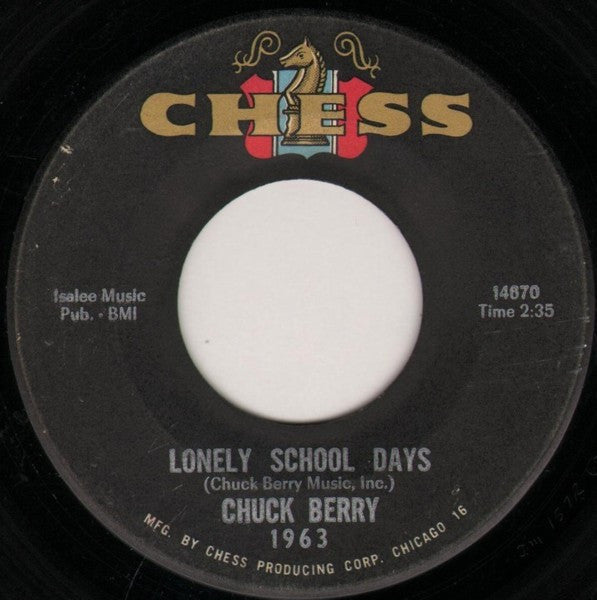 CHESS
Isalee Music
Pub. - BMI
14670
Time 2:35
LONELY SCHOOL DAYS
(Chuck Berry Music, Inc.)
CHUCK BERRY
1963
MFG. BY CHESS PRODUCING CORP. CHICAGO 16